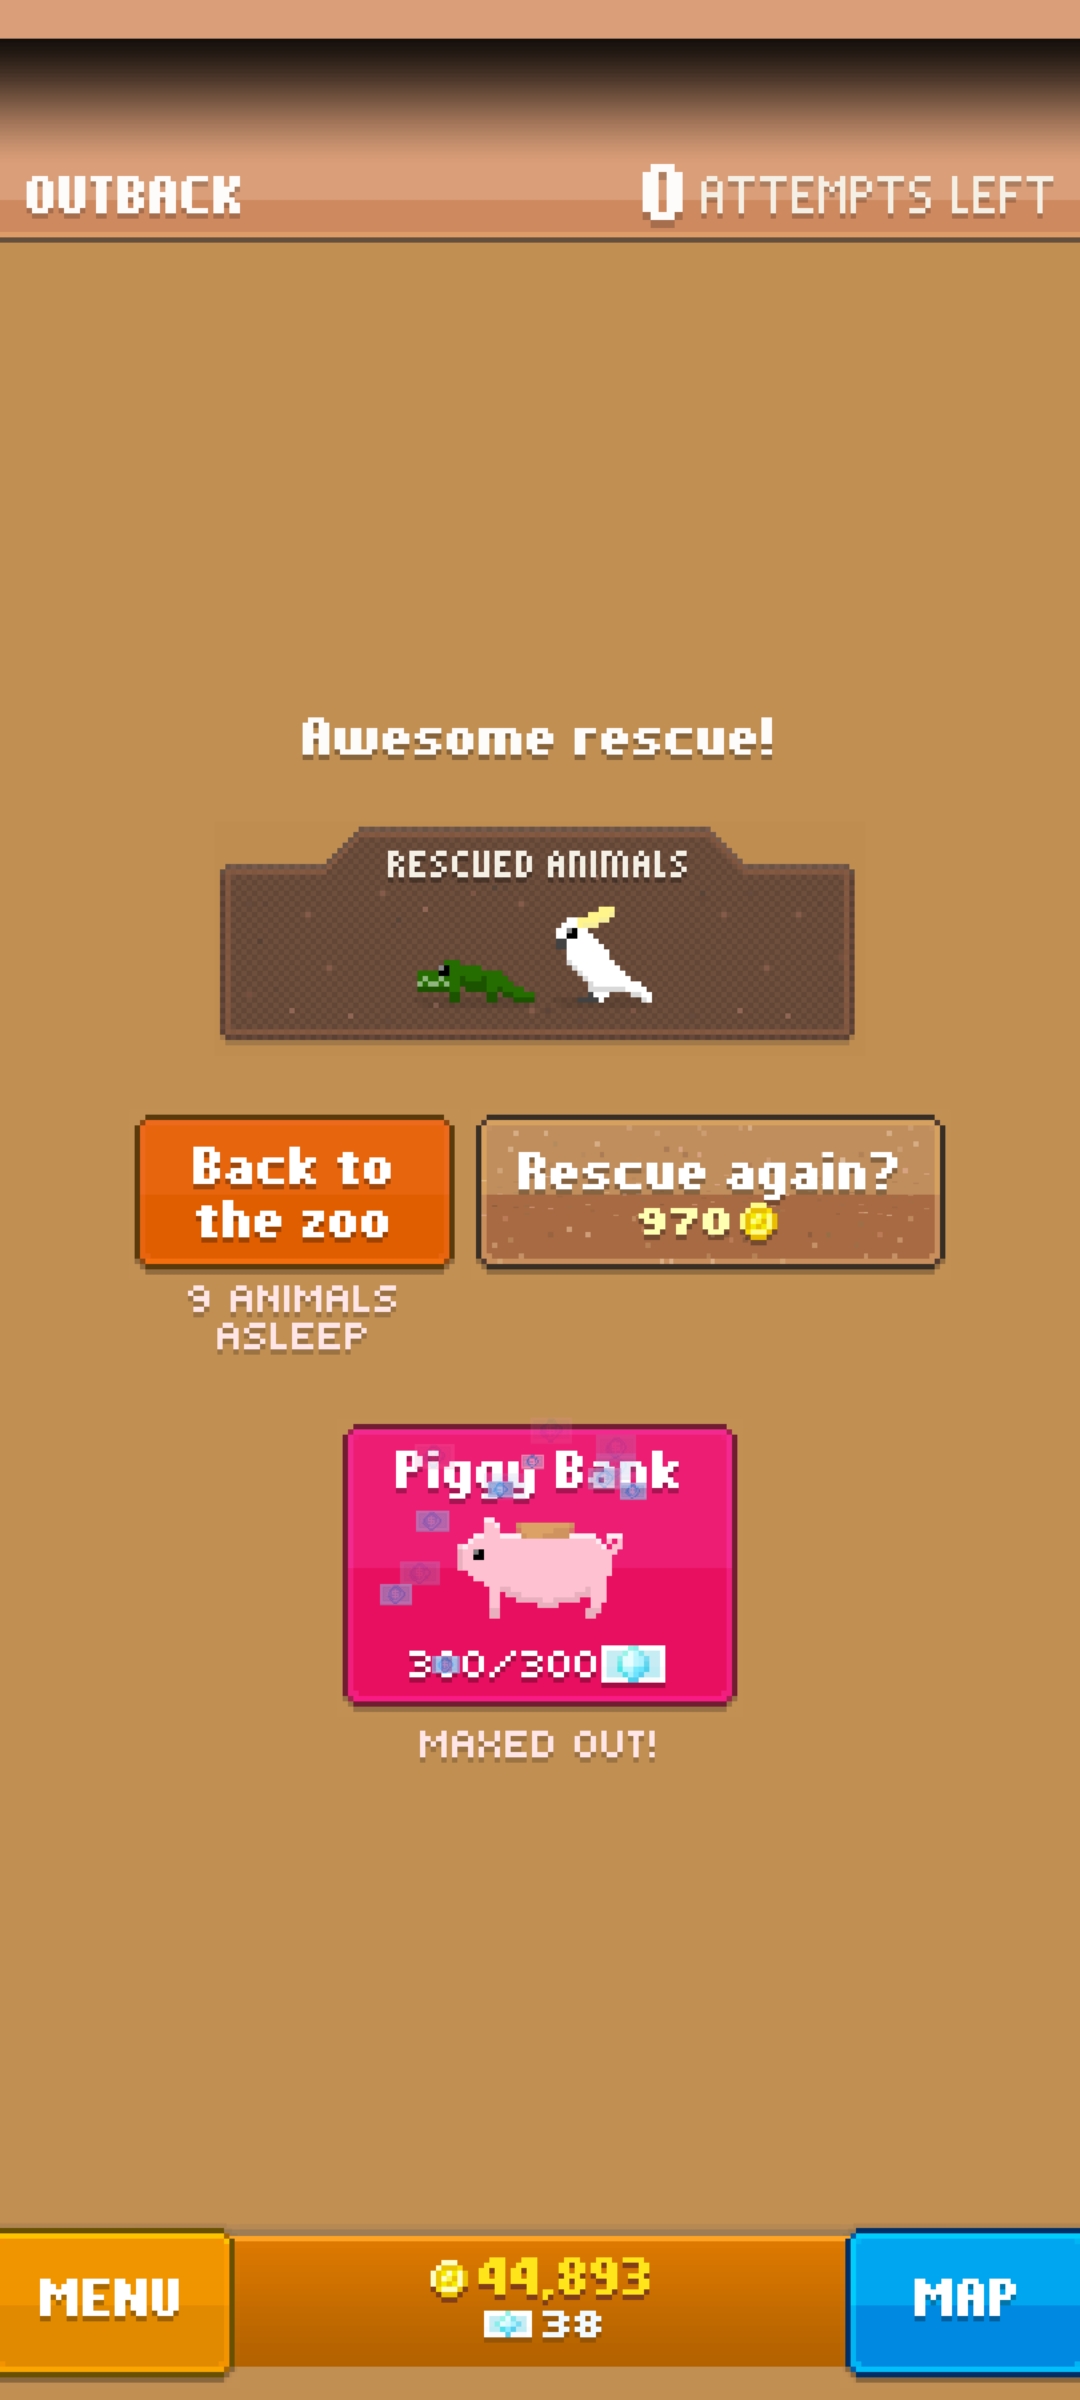 OUTBACK
0 ATTEMPTS LEFT
Awesome rescue!
RESCUED ANIMALS
Back to
the zoo
Rescue again?
970
9 ANIMALS
ASLEEP
Piggy Bank
300/300
MAXED OUT!
MENU
44,893
38
MAP